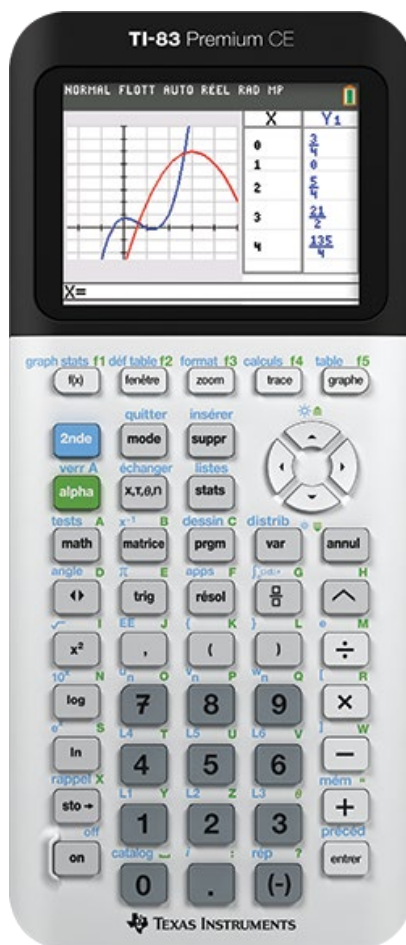 TI-83 Premium CE
NORMAL FLOTT AUTO RÉEL RAD MP
X Y1
0 3/4
1 0
2 5/4
3 21/2
4 135/4
X=
graph stats f1 déf table f2 format f3 calculs f4 table f5
f(x) fenêtre zoom trace graphe
quitter insérer
2nde mode suppr
verr A échanger listes
alpha X,T,θ,n stats
tests A x⁻¹ B dessin C distrib
math matrice prgm var annul
angle D π E apps F G H
trig résol
√ I EE J { K } L e M
x² , ( ) ÷
10ˣ N uₙ O vₙ P wₙ Q [ R
log 7 8 9 ×
eˣ S L4 T L5 U L6 V ] W
ln 4 5 6 −
rappel X L1 Y L2 Z L3 θ mém "
sto→ 1 2 3 +
off catalog i : rép ? précéd
on 0 . (-) entrer
TEXAS INSTRUMENTS